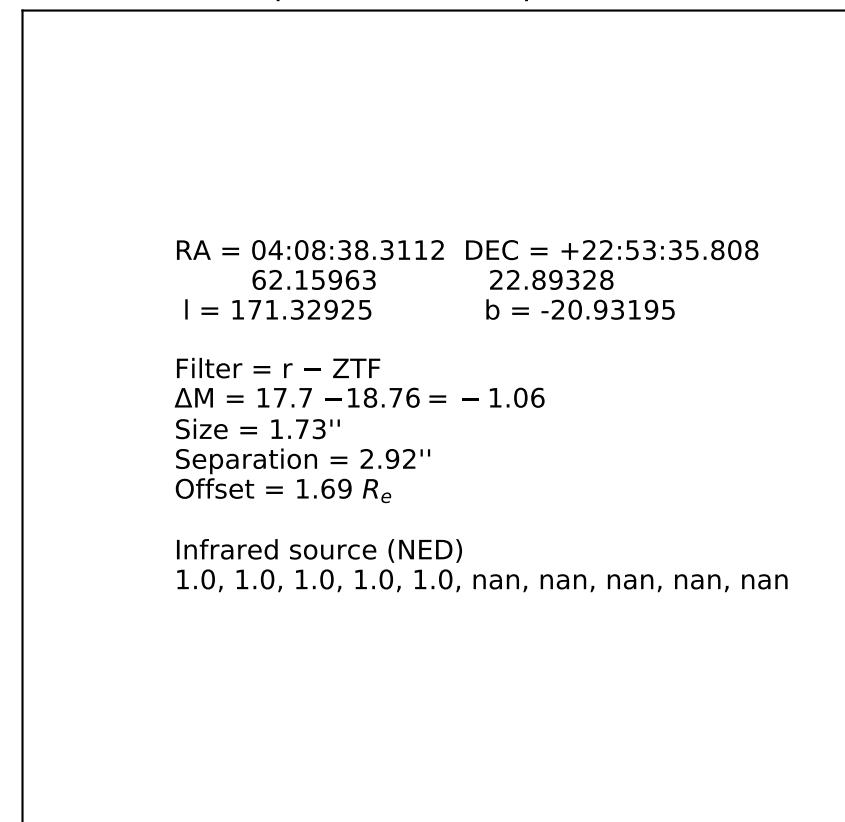 RA = 04:08:38.3112 DEC = +22:53:35.808
62.15963 22.89328
l = 171.32925 b = -20.93195
Filter = r − ZTF
ΔM = 17.7 −18.76 = − 1.06
Size = 1.73''
Separation = 2.92''
Offset = 1.69 Rₑ
Infrared source (NED)
1.0, 1.0, 1.0, 1.0, 1.0, nan, nan, nan, nan, nan